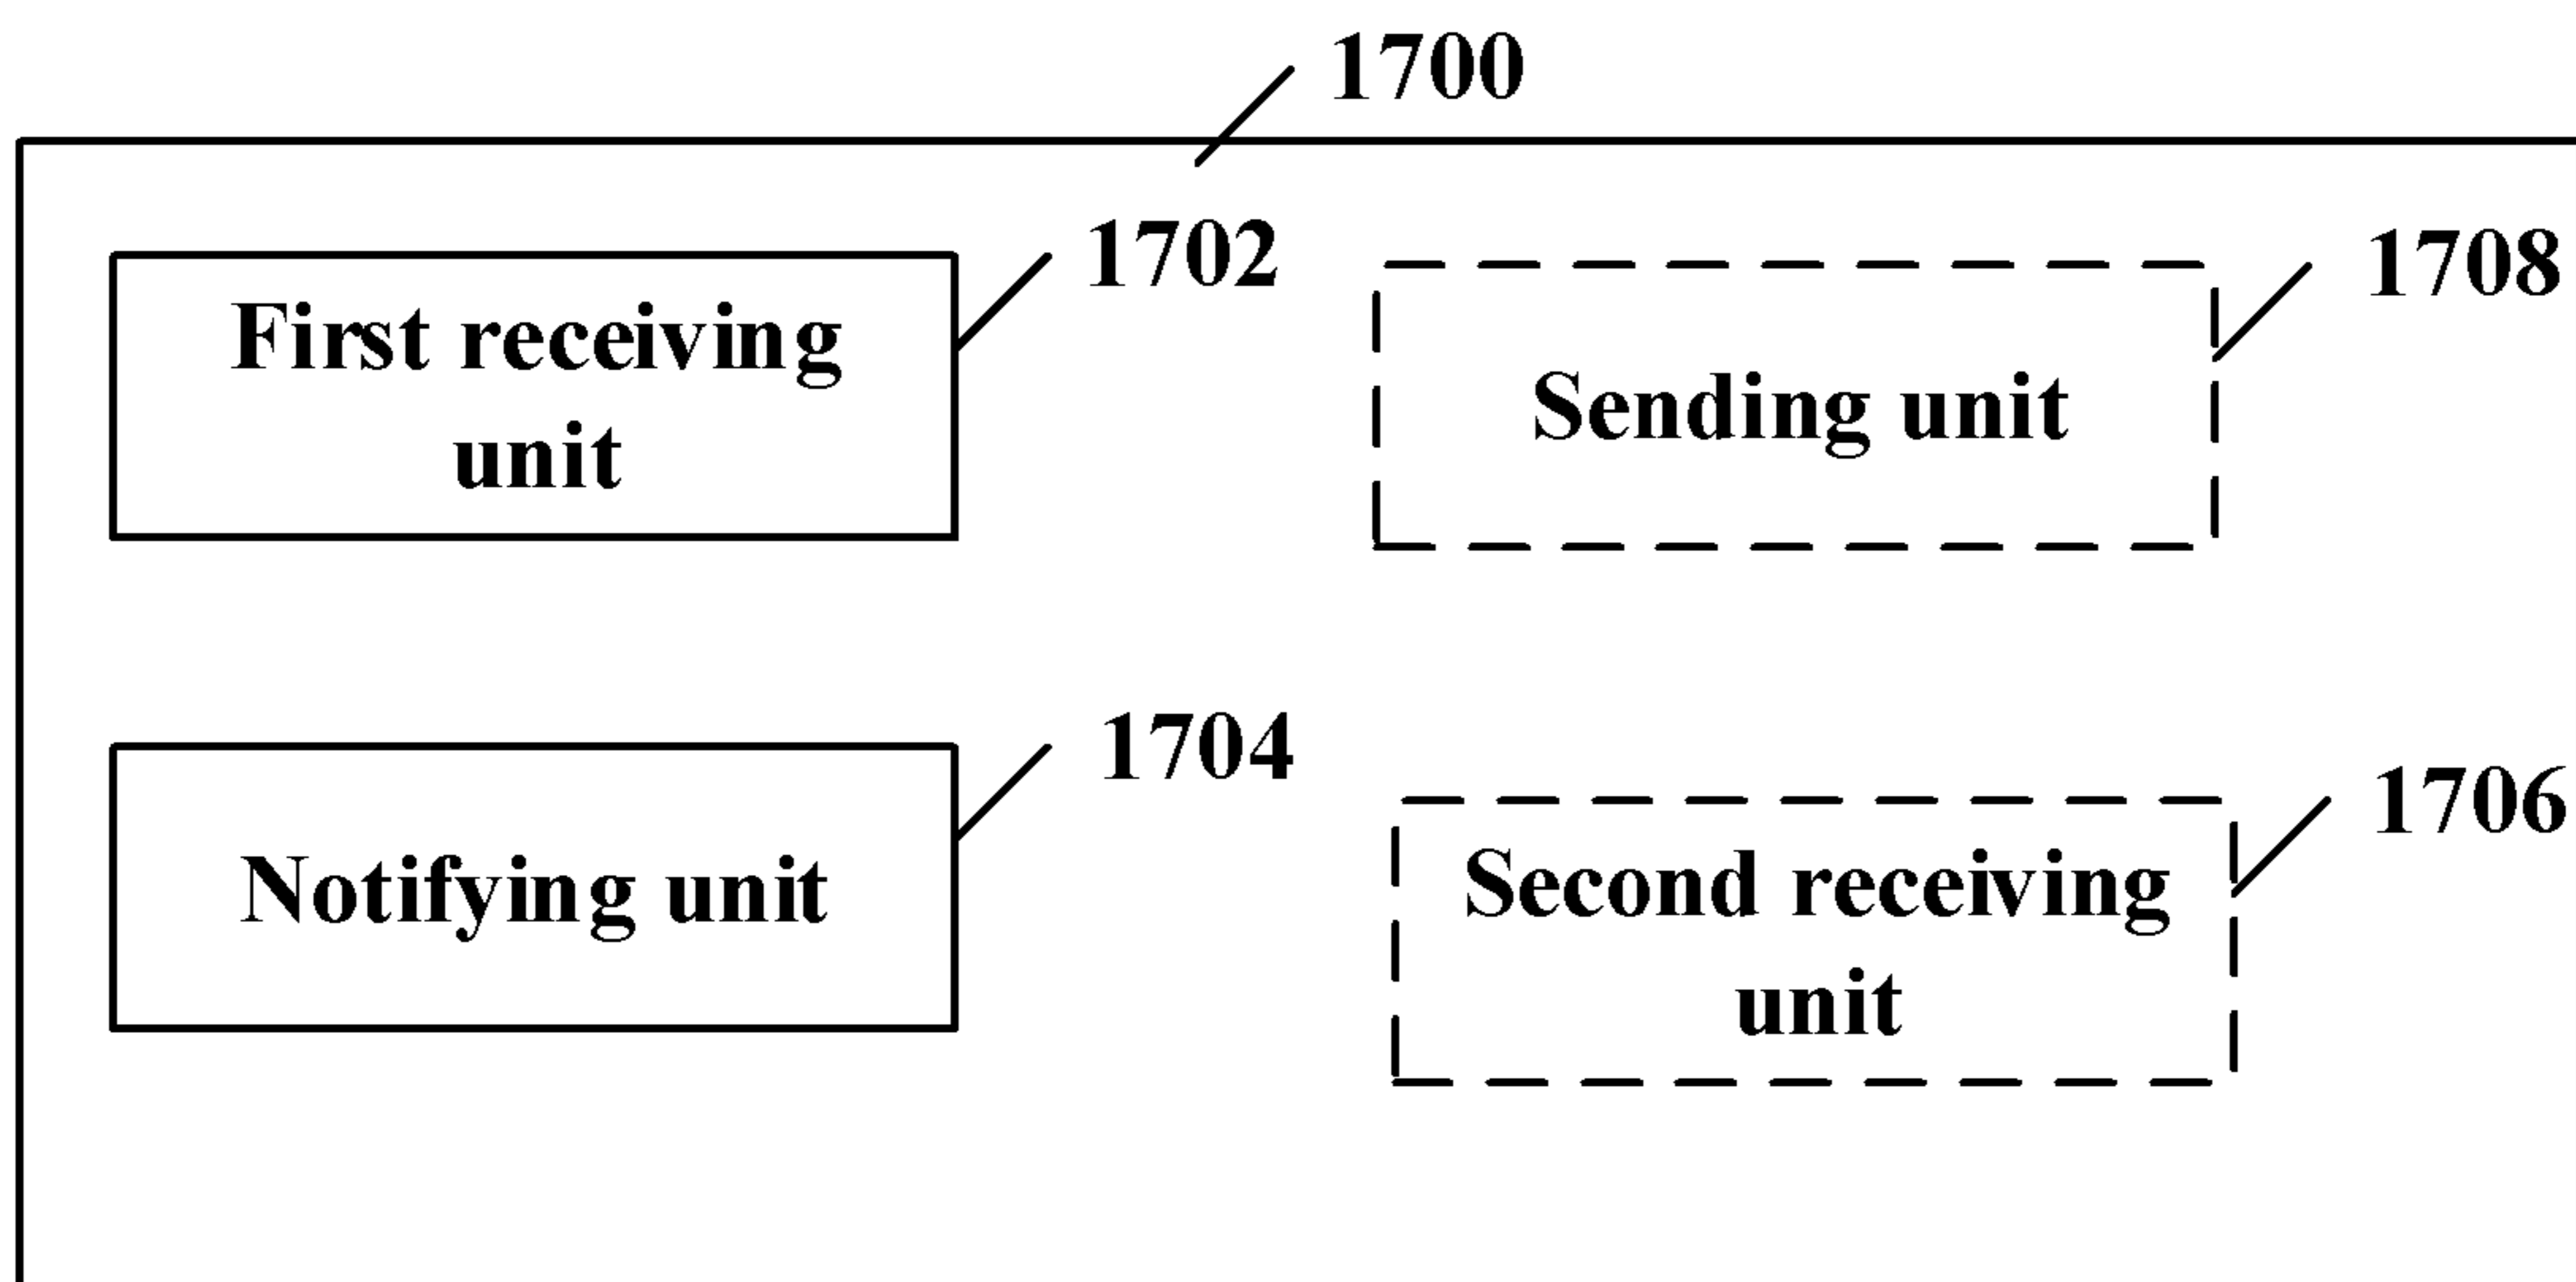 1700
1702
First receiving
unit
1708
Sending unit
1704
Notifying unit
1706
Second receiving
unit